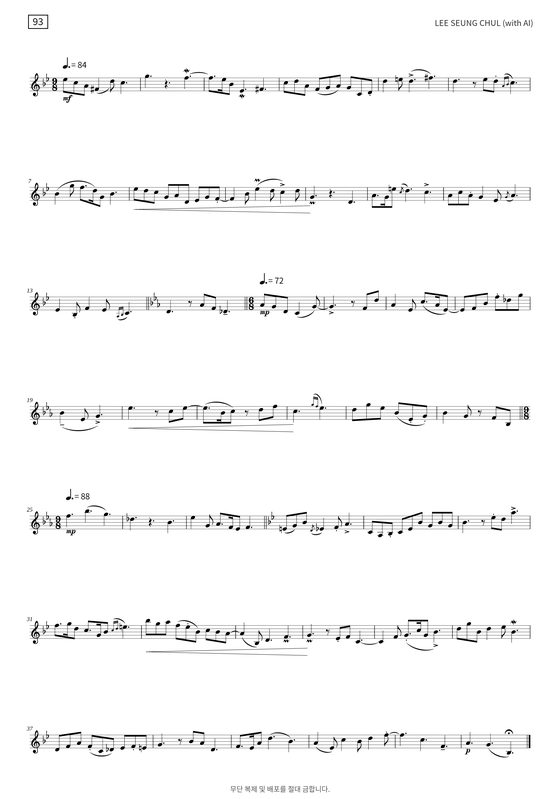 93
LEE SEUNG CHUL (with AI)
♩. = 84
mf
7
13
♩. = 72
mp
19
25
♩. = 88
mp
31
37
p
무단 복제 및 배포를 절대 금합니다.